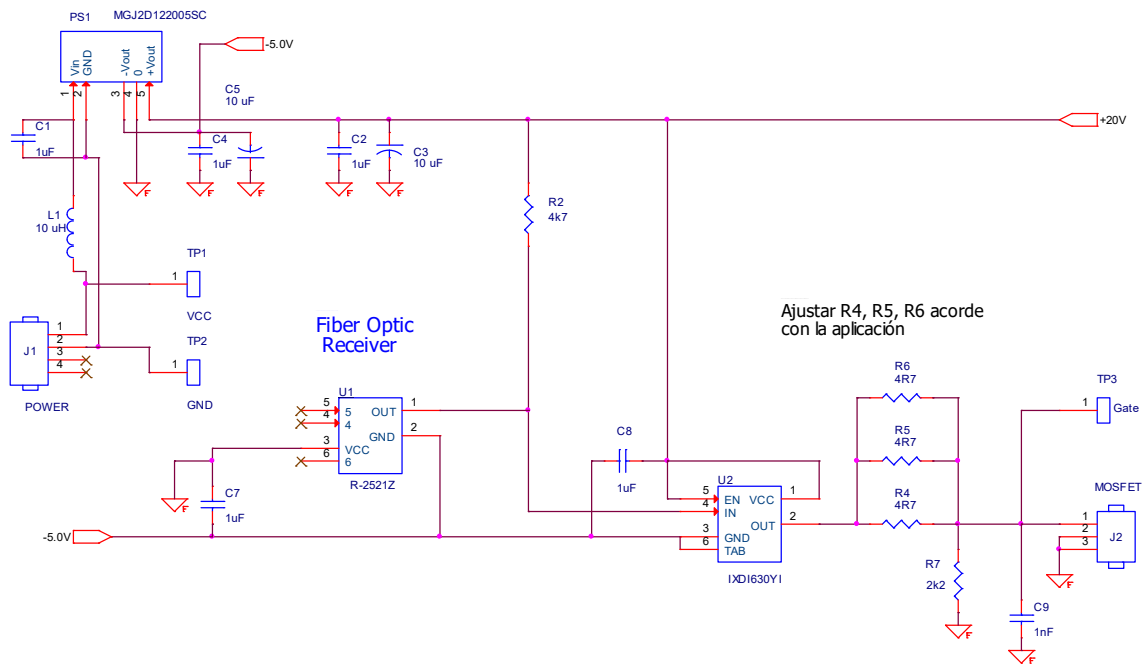 PS1
MGJ2D122005SC
Vin
GND
-Vout
0
+Vout
1
2
3
4
5
-5.0V
C5
10 uF
C1
1uF
C4
1uF
C2
1uF
C3
10 uF
+20V
F
F
F
F
F
R2
4k7
L1
10 uH
TP1
1
VCC
TP2
1
GND
J1
1
2
3
4
POWER
Fiber Optic
Receiver
Ajustar R4, R5, R6 acorde
con la aplicación
U1
5
4
3
6
5
4
VCC
6
OUT
GND
1
2
R-2521Z
F
C7
1uF
-5.0V
C8
1uF
U2
5
4
3
6
EN
IN
GND
TAB
VCC
OUT
1
2
IXDI630YI
R6
4R7
R5
4R7
R4
4R7
R7
2k2
F
C9
1nF
F
TP3
1
Gate
MOSFET
1
2
3
J2
F